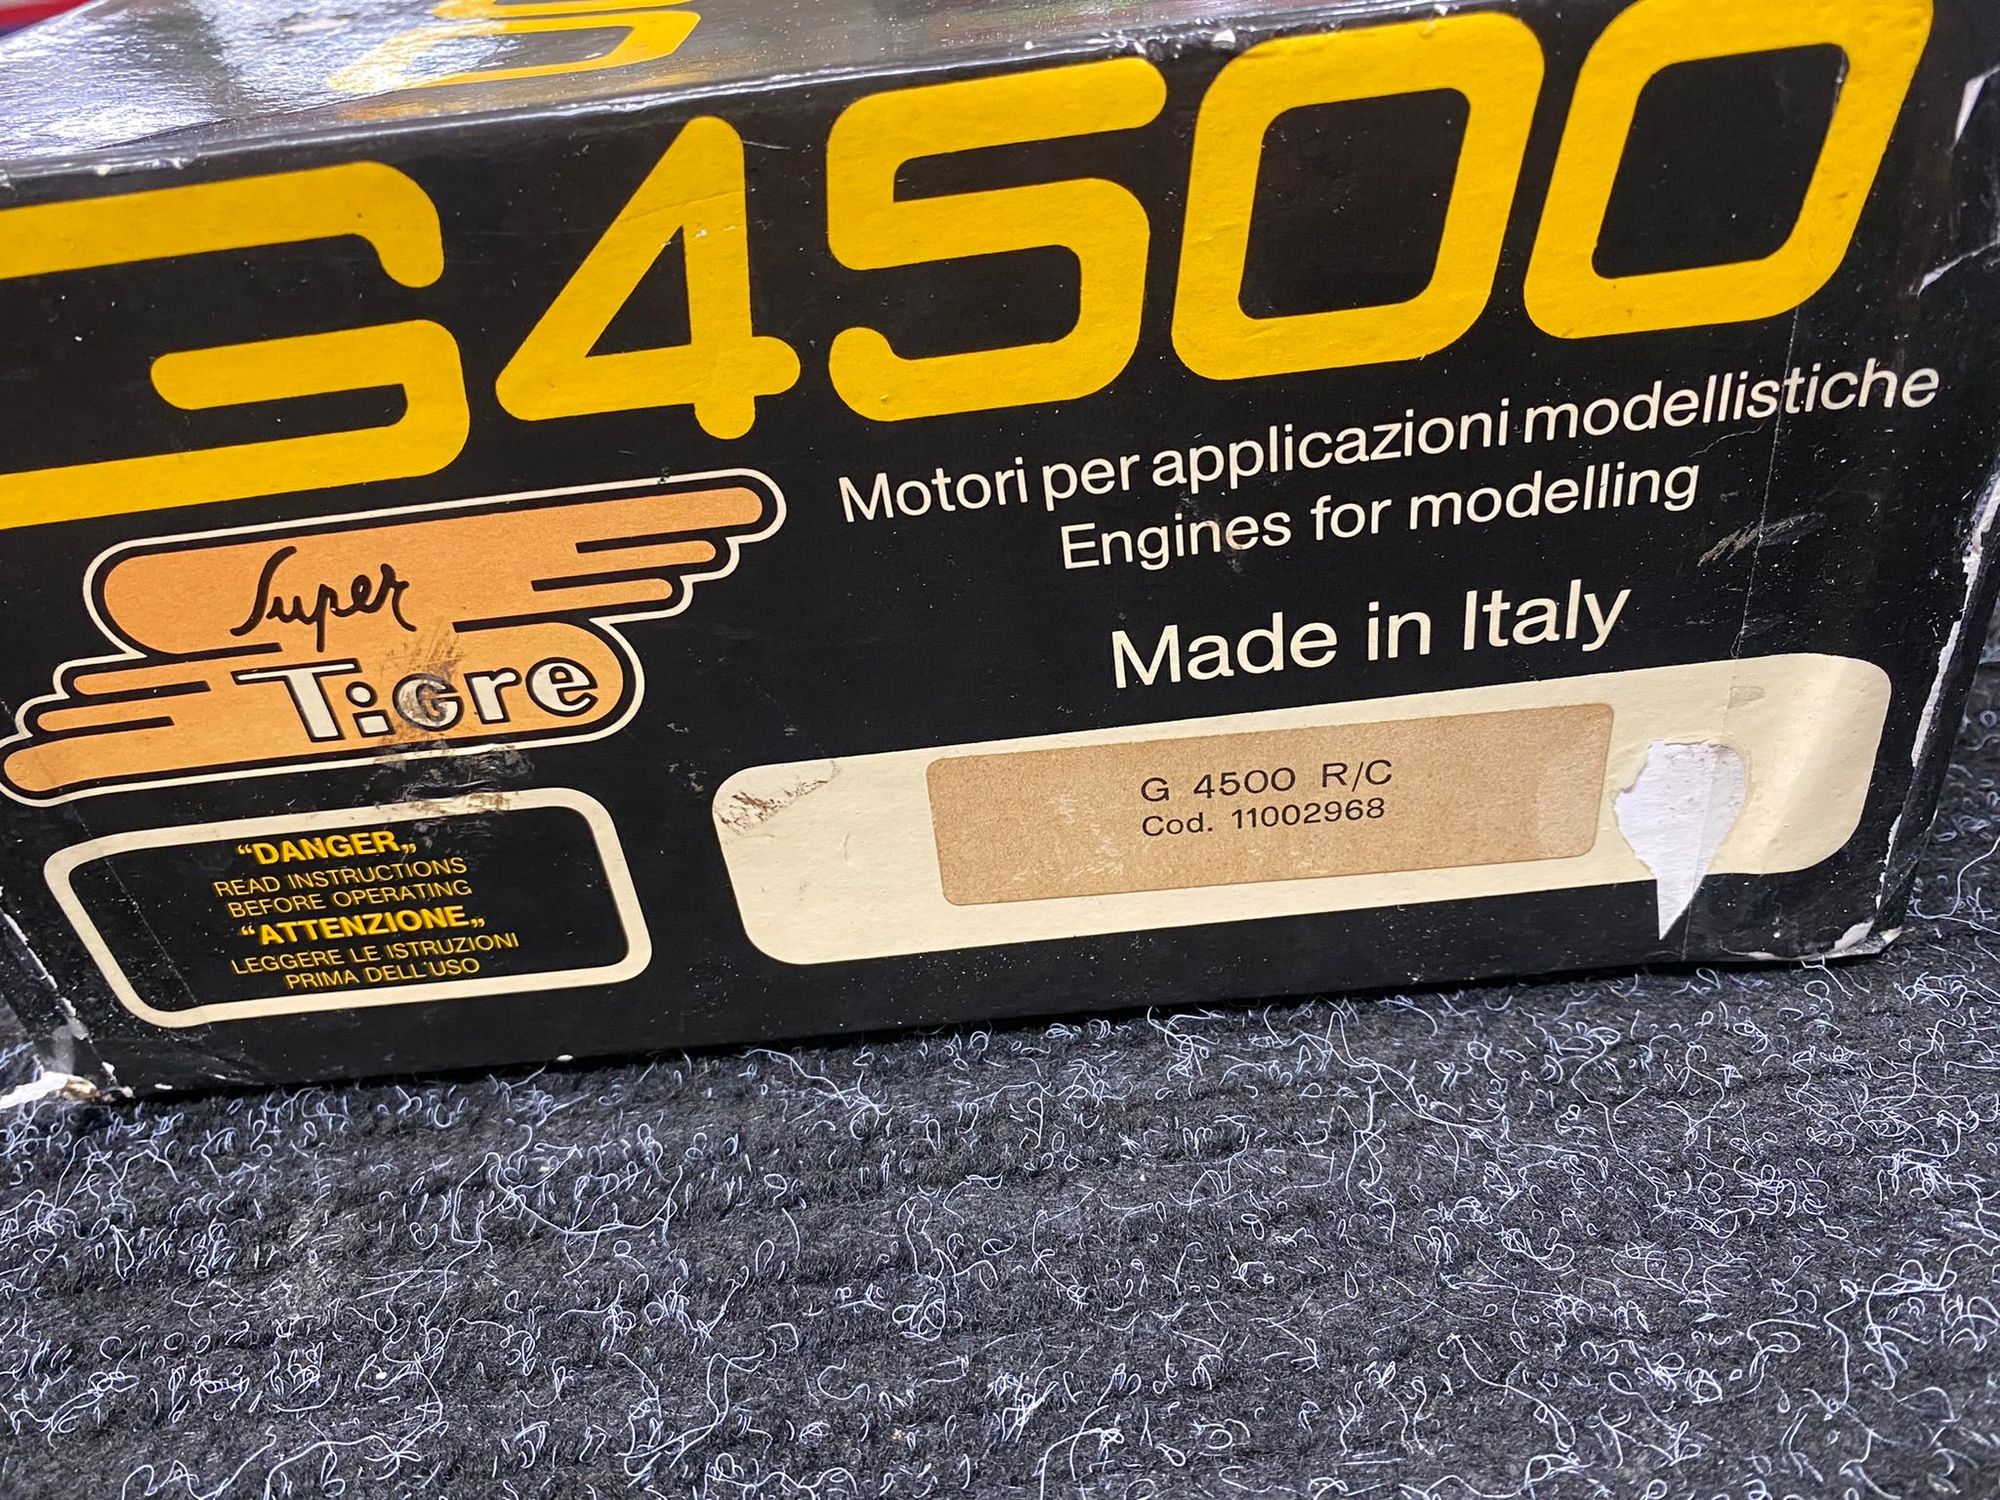 G4500
Motori per applicazioni modellistiche
Engines for modelling
Made in Italy
Super
Tigre
G 4500 R/C
Cod. 11002968
“DANGER„
READ INSTRUCTIONS
BEFORE OPERATING
“ATTENZIONE„
LEGGERE LE ISTRUZIONI
PRIMA DELL'USO